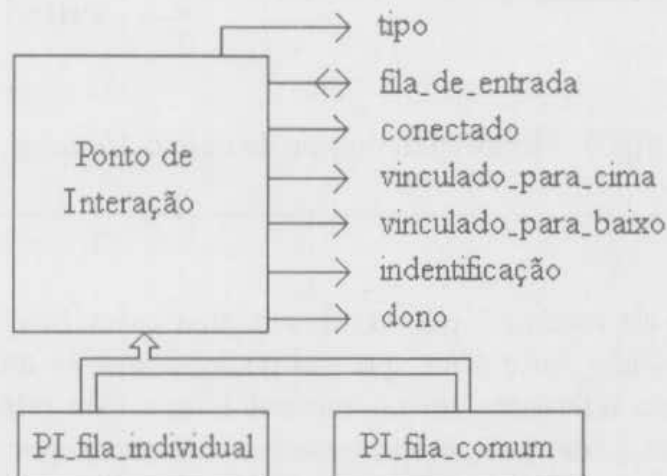 tipo
fila_de_entrada
conectado
Ponto de
Interação
vinculado_para_cima
vinculado_para_baixo
indentificação
dono
PI_fila_individual
PI_fila_comum